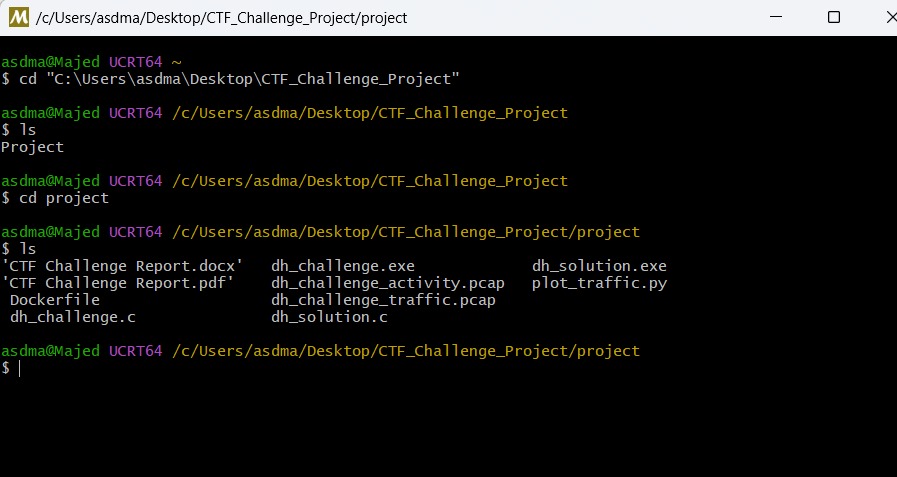 M /c/Users/asdma/Desktop/CTF_Challenge_Project/project
asdma@Majed UCRT64 ~
$ cd "C:\Users\asdma\Desktop\CTF_Challenge_Project"
asdma@Majed UCRT64 /c/Users/asdma/Desktop/CTF_Challenge_Project
$ ls
Project
asdma@Majed UCRT64 /c/Users/asdma/Desktop/CTF_Challenge_Project
$ cd project
asdma@Majed UCRT64 /c/Users/asdma/Desktop/CTF_Challenge_Project/project
$ ls
'CTF Challenge Report.docx'   dh_challenge.exe             dh_solution.exe
'CTF Challenge Report.pdf'    dh_challenge_activity.pcap   plot_traffic.py
 Dockerfile                   dh_challenge_traffic.pcap
 dh_challenge.c               dh_solution.c
asdma@Majed UCRT64 /c/Users/asdma/Desktop/CTF_Challenge_Project/project
$